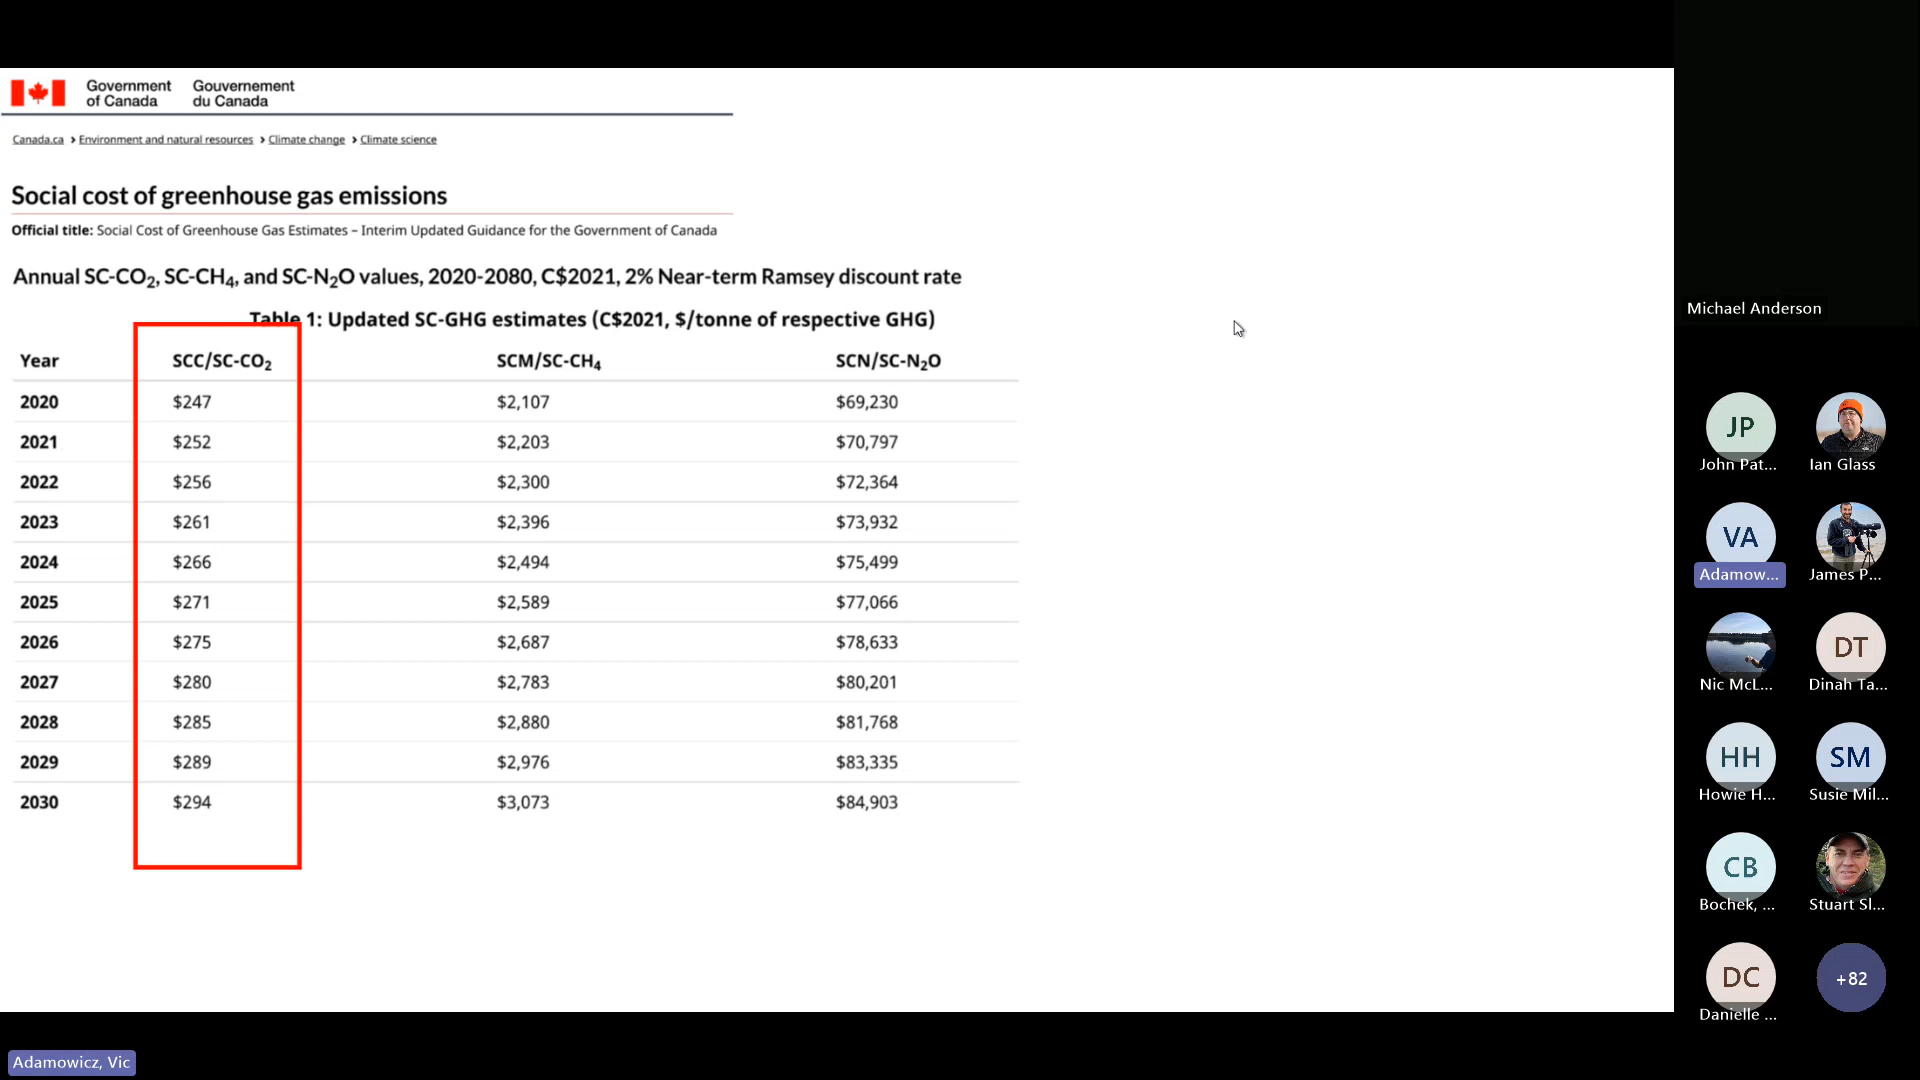 Government of Canada
Gouvernement du Canada
Canada.ca > Environment and natural resources > Climate change > Climate science
Social cost of greenhouse gas emissions
Official title: Social Cost of Greenhouse Gas Estimates – Interim Updated Guidance for the Government of Canada
Annual SC-CO2, SC-CH4, and SC-N2O values, 2020-2080, C$2021, 2% Near-term Ramsey discount rate
Table 1: Updated SC-GHG estimates (C$2021, $/tonne of respective GHG)
Year SCC/SC-CO2 SCM/SC-CH4 SCN/SC-N2O
2020 $247 $2,107 $69,230
2021 $252 $2,203 $70,797
2022 $256 $2,300 $72,364
2023 $261 $2,396 $73,932
2024 $266 $2,494 $75,499
2025 $271 $2,589 $77,066
2026 $275 $2,687 $78,633
2027 $280 $2,783 $80,201
2028 $285 $2,880 $81,768
2029 $289 $2,976 $83,335
2030 $294 $3,073 $84,903
Michael Anderson
JP
John Pat...
Ian Glass
VA
Adamow...
James P...
Nic McL...
DT
Dinah Ta...
HH
Howie H...
SM
Susie Mil...
CB
Bochek, ...
Stuart Sl...
DC
Danielle ...
+82
Adamowicz, Vic